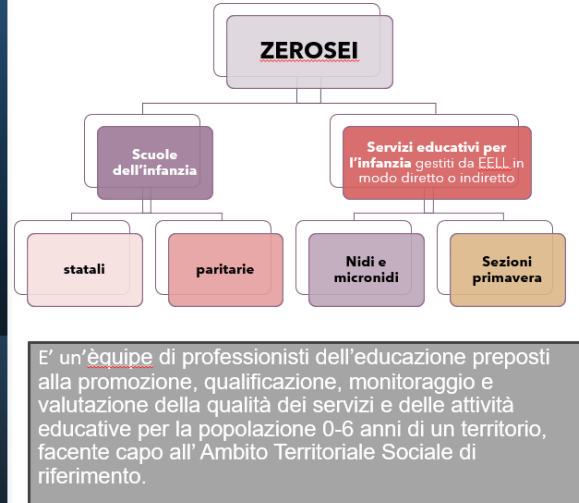 ZEROSEI
Scuole
dell'infanzia
Servizi educativi per
l'infanzia gestiti da EELL in
modo diretto o indiretto
statali
paritarie
Nidi e
micronidi
Sezioni
primavera
E' un'èquipe di professionisti dell'educazione preposti
alla promozione, qualificazione, monitoraggio e
valutazione della qualità dei servizi e delle attività
educative per la popolazione 0-6 anni di un territorio,
facente capo all' Ambito Territoriale Sociale di
riferimento.